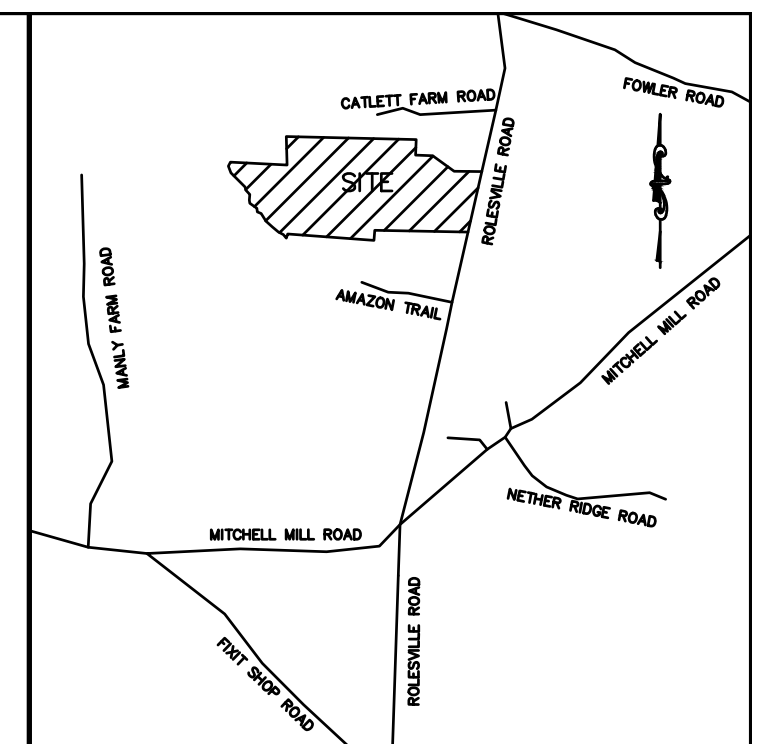 FOWLER ROAD
CATLETT FARM ROAD
ROLESVILLE ROAD
SITE
MANLY FARM ROAD
AMAZON TRAIL
MITCHELL MILL ROAD
NETHER RIDGE ROAD
MITCHELL MILL ROAD
ROLESVILLE ROAD
FIXIT SHOP ROAD